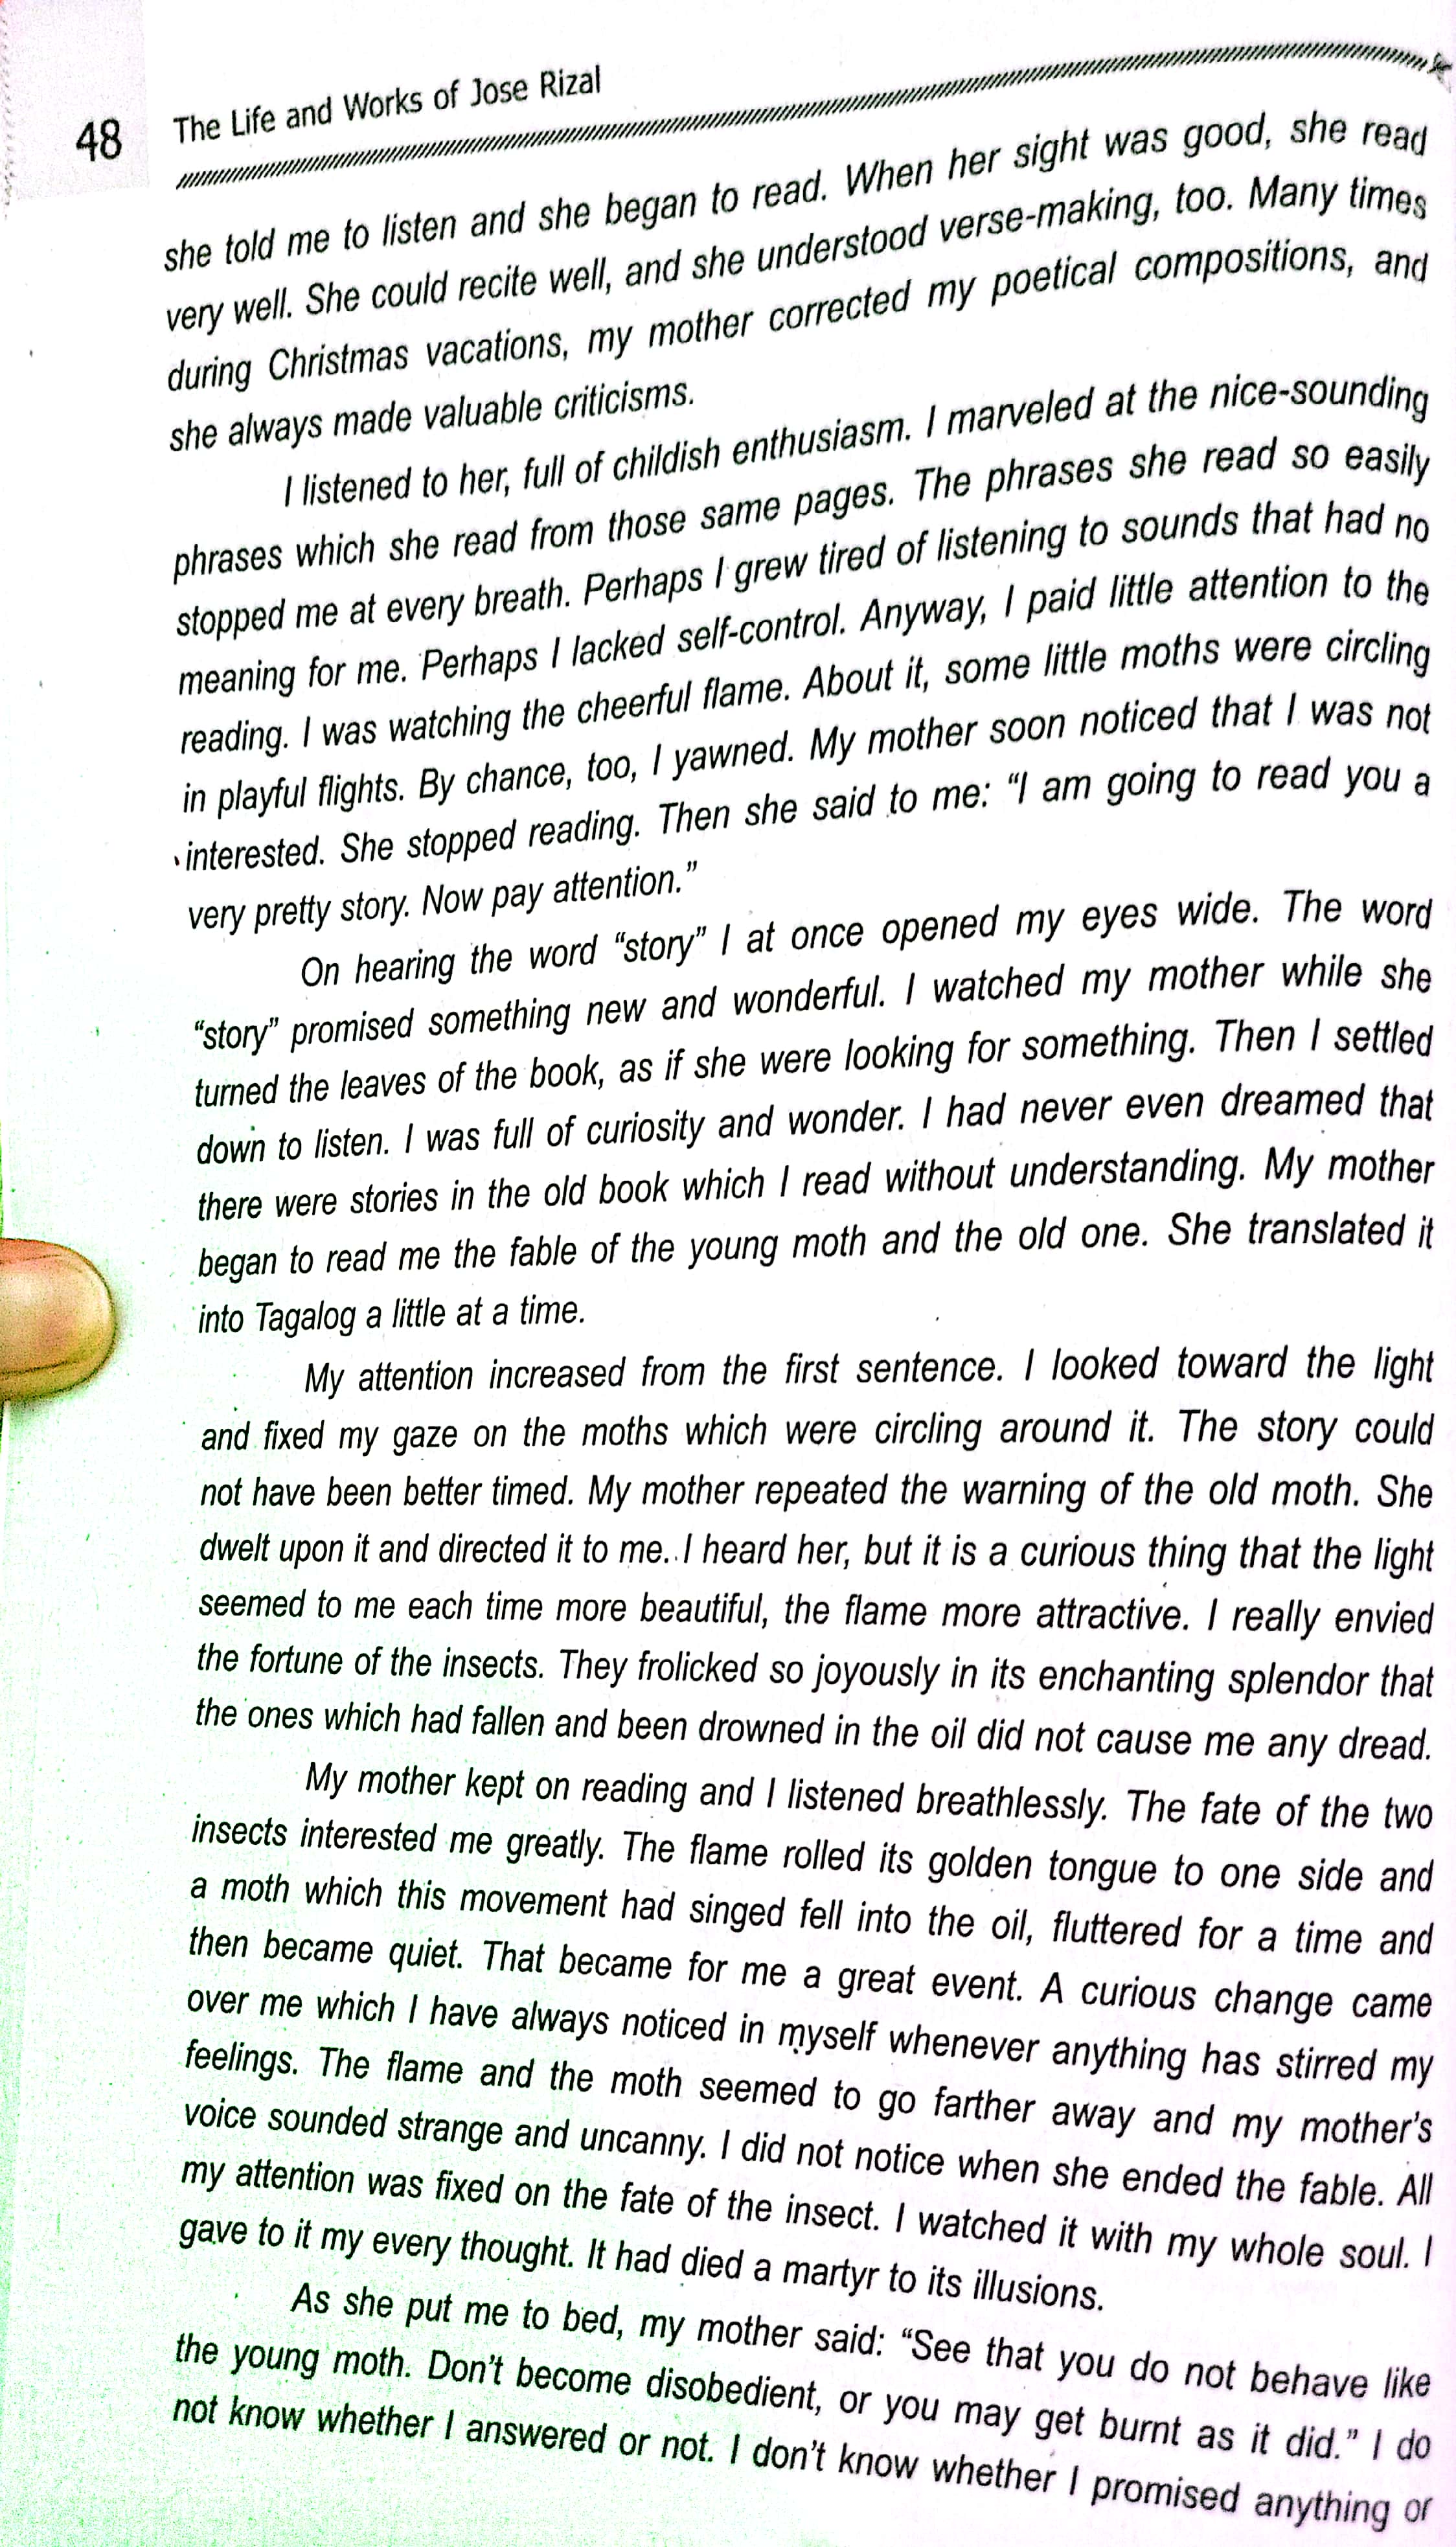 48
The Life and Works of Jose Rizal
she told me to listen and she began to read. When her sight was good, she read
very well. She could recite well, and she understood verse-making, too. Many times
during Christmas vacations, my mother corrected my poetical compositions, and
she always made valuable criticisms.
I listened to her, full of childish enthusiasm. I marveled at the nice-sounding
phrases which she read from those same pages. The phrases she read so easily
stopped me at every breath. Perhaps I grew tired of listening to sounds that had no
meaning for me. Perhaps I lacked self-control. Anyway, I paid little attention to the
reading. I was watching the cheerful flame. About it, some little moths were circling
in playful flights. By chance, too, I yawned. My mother soon noticed that I was not
interested. She stopped reading. Then she said to me: “I am going to read you a
very pretty story. Now pay attention.”
On hearing the word “story” I at once opened my eyes wide. The word
“story” promised something new and wonderful. I watched my mother while she
turned the leaves of the book, as if she were looking for something. Then I settled
down to listen. I was full of curiosity and wonder. I had never even dreamed that
there were stories in the old book which I read without understanding. My mother
began to read me the fable of the young moth and the old one. She translated it
into Tagalog a little at a time.
My attention increased from the first sentence. I looked toward the light
and fixed my gaze on the moths which were circling around it. The story could
not have been better timed. My mother repeated the warning of the old moth. She
dwelt upon it and directed it to me. I heard her, but it is a curious thing that the light
seemed to me each time more beautiful, the flame more attractive. I really envied
the fortune of the insects. They frolicked so joyously in its enchanting splendor that
the ones which had fallen and been drowned in the oil did not cause me any dread.
My mother kept on reading and I listened breathlessly. The fate of the two
insects interested me greatly. The flame rolled its golden tongue to one side and
a moth which this movement had singed fell into the oil, fluttered for a time and
then became quiet. That became for me a great event. A curious change came
over me which I have always noticed in myself whenever anything has stirred my
feelings. The flame and the moth seemed to go farther away and my mother’s
voice sounded strange and uncanny. I did not notice when she ended the fable. All
my attention was fixed on the fate of the insect. I watched it with my whole soul. I
gave to it my every thought. It had died a martyr to its illusions.
As she put me to bed, my mother said: “See that you do not behave like
the young moth. Don’t become disobedient, or you may get burnt as it did.” I do
not know whether I answered or not. I don’t know whether I promised anything or